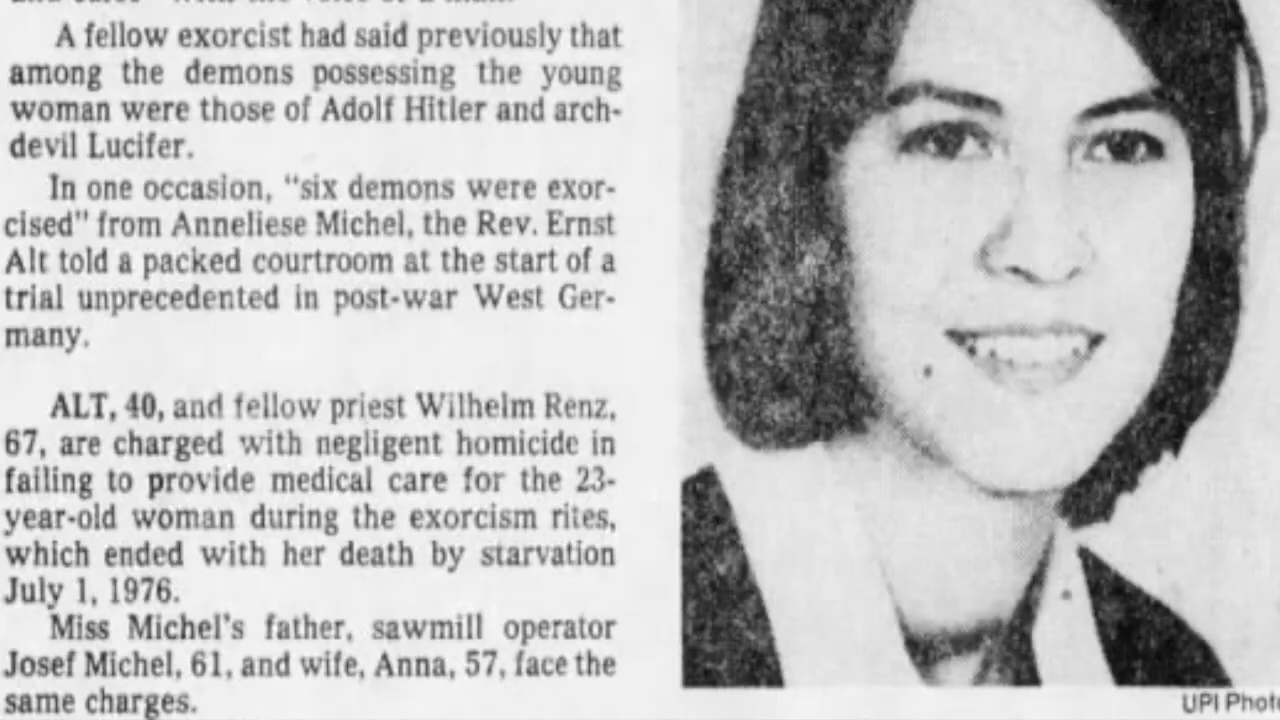 A fellow exorcist had said previously that
among the demons possessing the young
woman were those of Adolf Hitler and arch-
devil Lucifer.
In one occasion, "six demons were exor-
cised" from Anneliese Michel, the Rev. Ernst
Alt told a packed courtroom at the start of a
trial unprecedented in post-war West Ger-
many.
ALT, 40, and fellow priest Wilhelm Renz,
67, are charged with negligent homicide in
failing to provide medical care for the 23-
year-old woman during the exorcism rites,
which ended with her death by starvation
July 1, 1976.
Miss Michel's father, sawmill operator
Josef Michel, 61, and wife, Anna, 57, face the
same charges.
UPI Photo